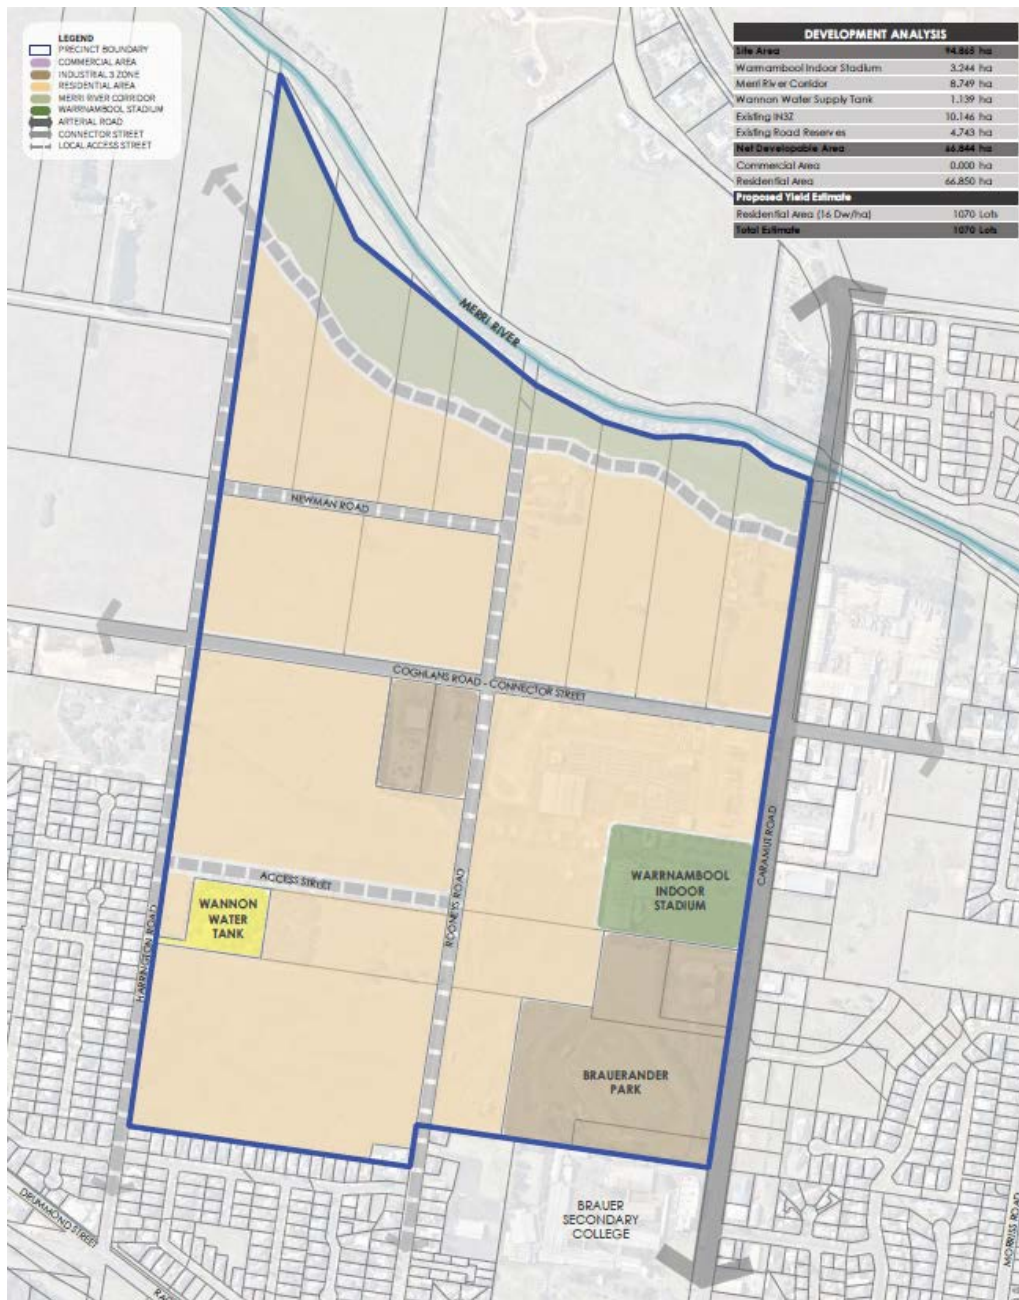 LEGEND
PRECINCT BOUNDARY
COMMERCIAL AREA
INDUSTRIAL 3 ZONE
RESIDENTIAL AREA
MERRI RIVER CORRIDOR
WARRNAMBOOL STADIUM
ARTERIAL ROAD
CONNECTOR STREET
LOCAL ACCESS STREET
DEVELOPMENT ANALYSIS
Site Area 94.865 ha
Warrnambool Indoor Stadium 3.244 ha
Merri River Corridor 8.749 ha
Wannon Water Supply Tank 1.139 ha
Existing IN3Z 10.146 ha
Existing Road Reserves 4.743 ha
Net Developable Area 66.844 ha
Commercial Area 0.000 ha
Residential Area 66.850 ha
Proposed Yield Estimate
Residential Area (16 Dw/ha) 1070 Lots
Total Estimate 1070 Lots
MERRI RIVER
NEWMAN ROAD
COGHLANS ROAD - CONNECTOR STREET
CARAMUT ROAD
WARRNAMBOOL
INDOOR
STADIUM
ACCESS STREET
ROONEYS ROAD
WANNON
WATER
TANK
HARRINGTON ROAD
BRAUERANDER
PARK
BRAUER
SECONDARY
COLLEGE
DRUMMOND STREET
MORRISS ROAD